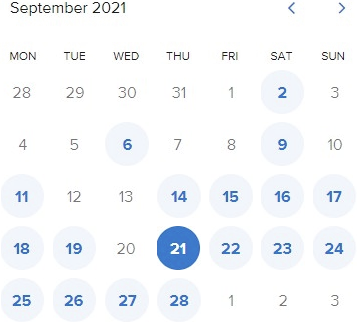 September 2021
MON TUE WED THU FRI SAT SUN
28 29 30 31 1 2 3
4 5 6 7 8 9 10
11 12 13 14 15 16 17
18 19 20 21 22 23 24
25 26 27 28 1 2 3